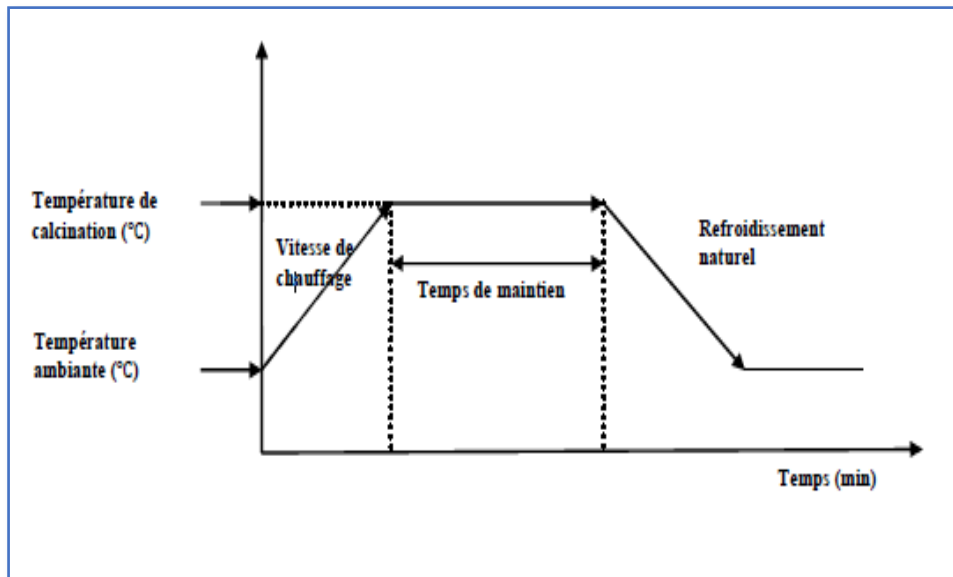 Température de
calcination (°C)
Vitesse de
chauffage
Refroidissement
naturel
Temps de maintien
Température
ambiante (°C)
Temps (min)